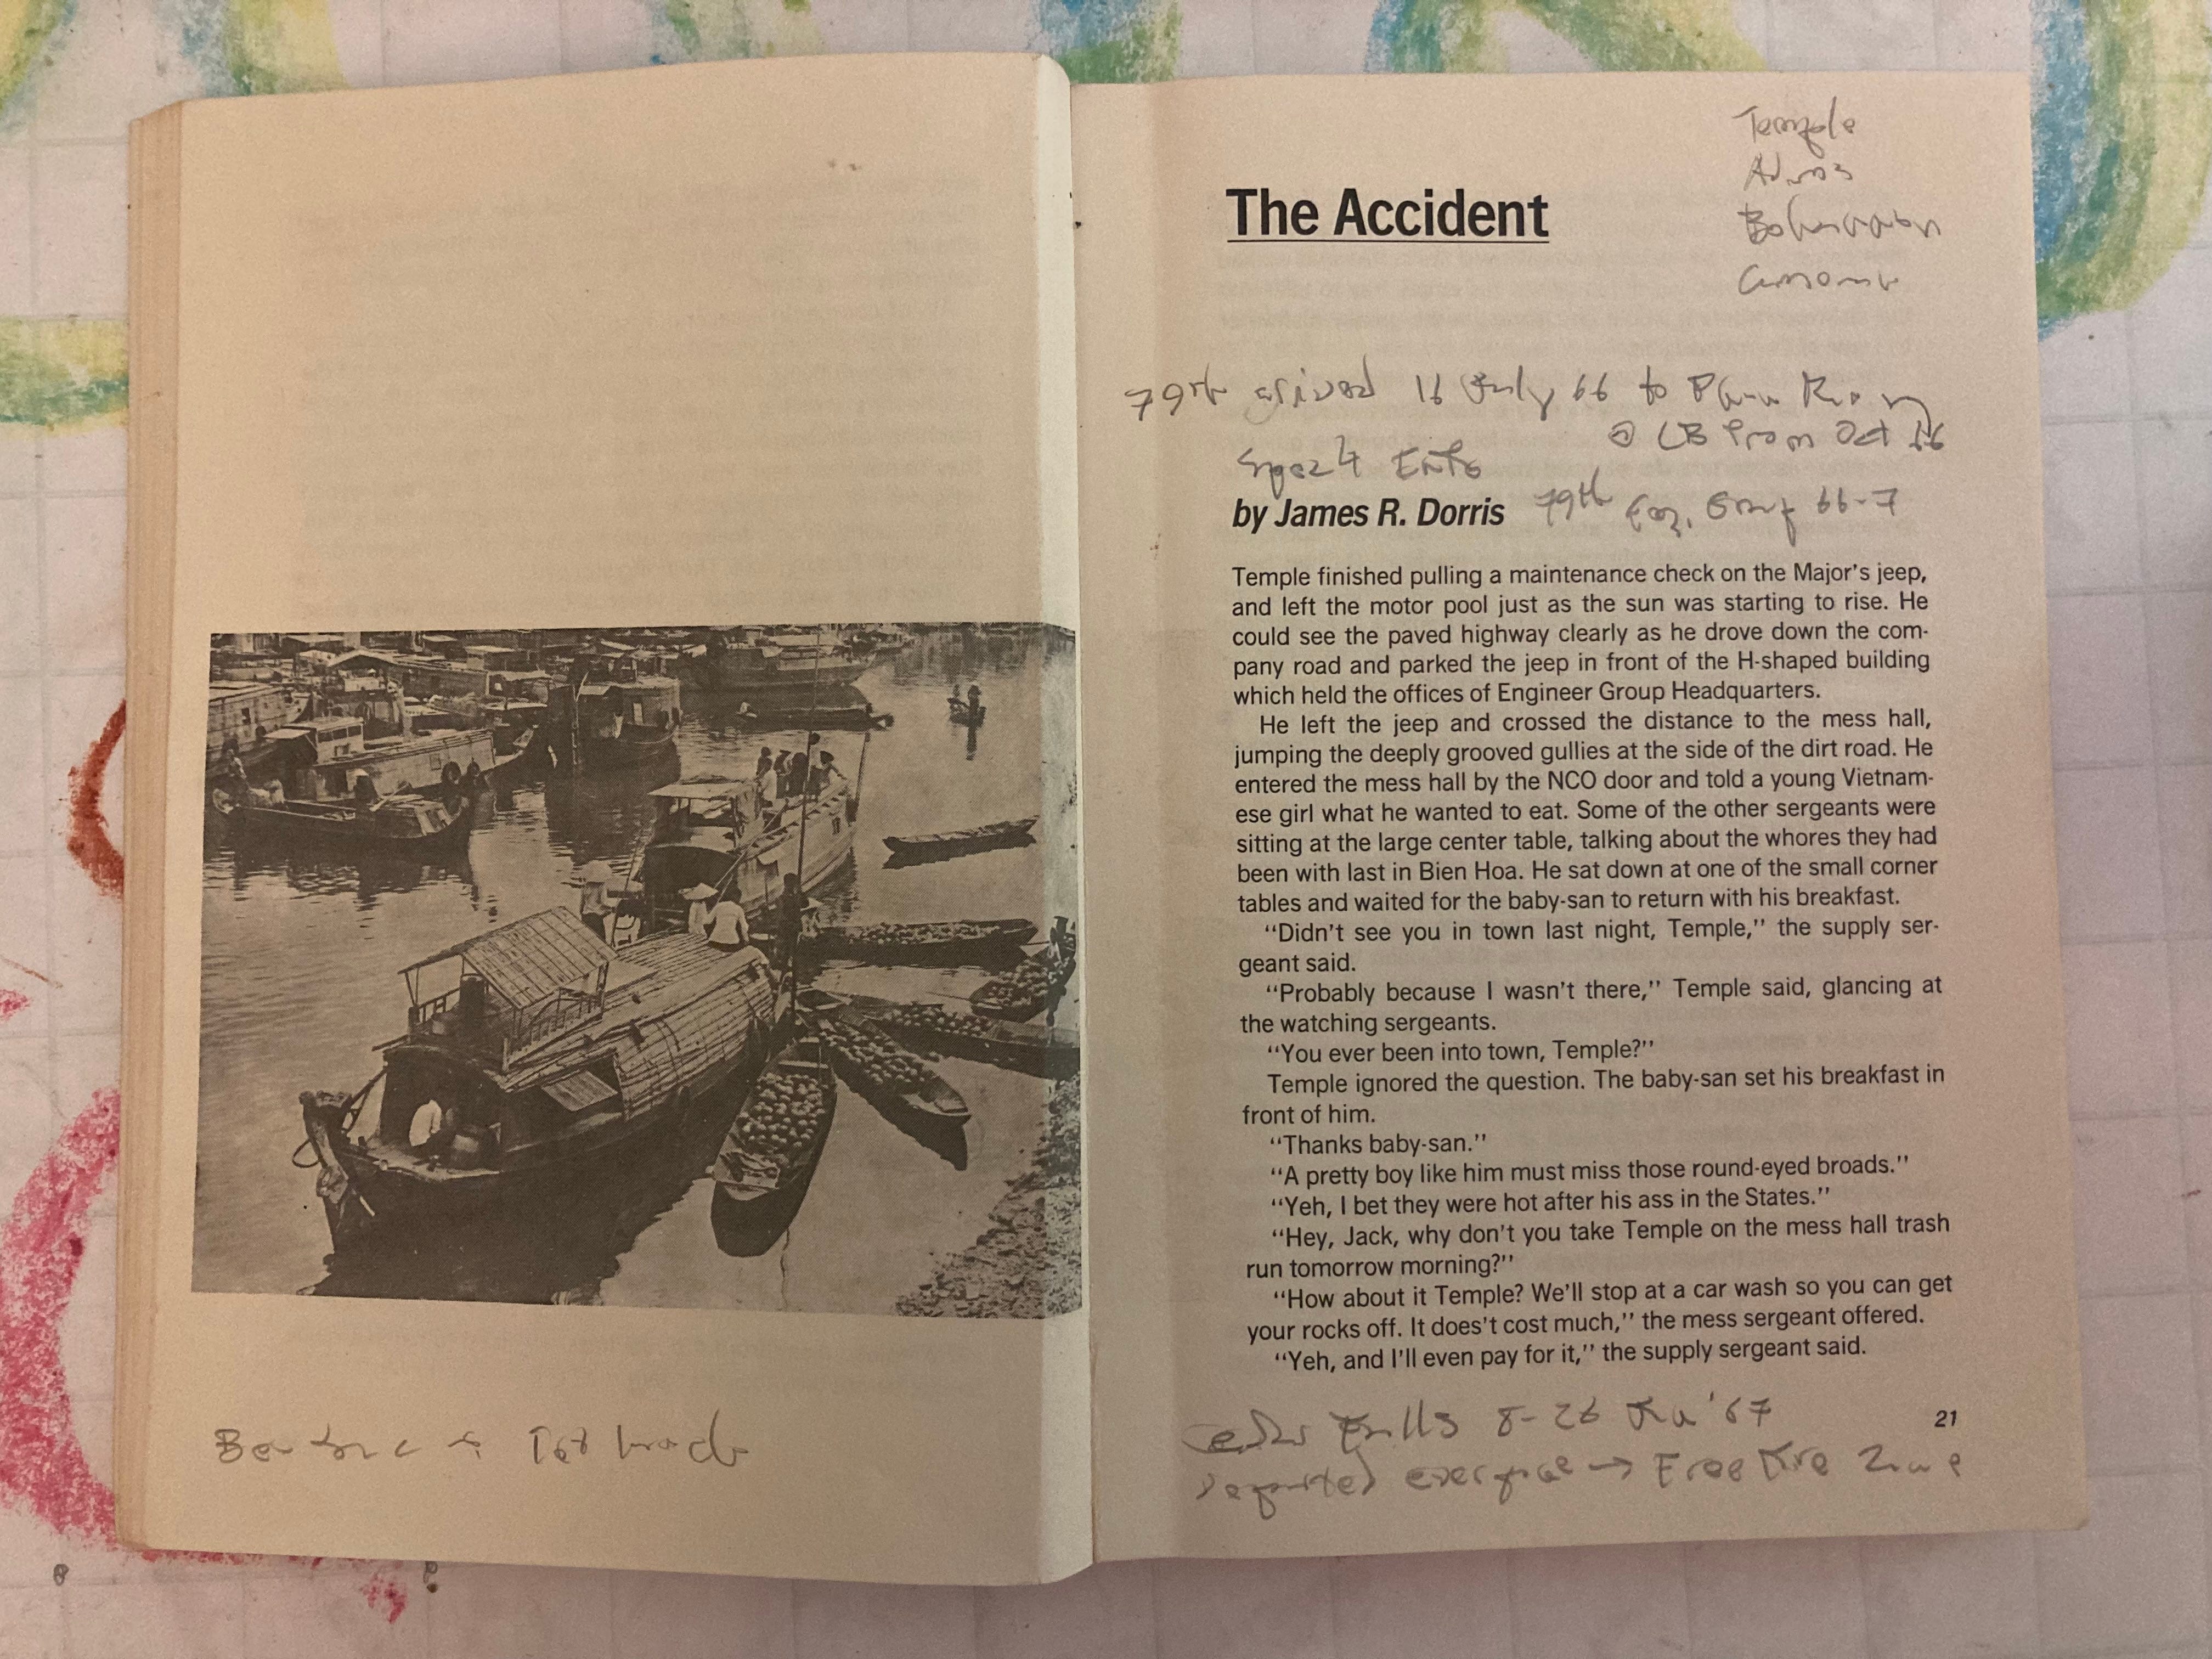 Temple
The Accident
79th arrived 16 July 66 to
@ LB from Oct 66
Spec 4
by James R. Dorris 79th Eng. Group 66-7
Temple finished pulling a maintenance check on the Major's jeep,
and left the motor pool just as the sun was starting to rise. He
could see the paved highway clearly as he drove down the com-
pany road and parked the jeep in front of the H-shaped building
which held the offices of Engineer Group Headquarters.
He left the jeep and crossed the distance to the mess hall,
jumping the deeply grooved gullies at the side of the dirt road. He
entered the mess hall by the NCO door and told a young Vietnam-
ese girl what he wanted to eat. Some of the other sergeants were
sitting at the large center table, talking about the whores they had
been with last in Bien Hoa. He sat down at one of the small corner
tables and waited for the baby-san to return with his breakfast.
"Didn't see you in town last night, Temple," the supply ser-
geant said.
"Probably because I wasn't there," Temple said, glancing at
the watching sergeants.
"You ever been into town, Temple?"
Temple ignored the question. The baby-san set his breakfast in
front of him.
"Thanks baby-san."
"A pretty boy like him must miss those round-eyed broads."
"Yeh, I bet they were hot after his ass in the States."
"Hey, Jack, why don't you take Temple on the mess hall trash
run tomorrow morning?"
"How about it Temple? We'll stop at a car wash so you can get
your rocks off. It does't cost much," the mess sergeant offered.
"Yeh, and I'll even pay for it," the supply sergeant said.
Cedar Falls 8-26 Jan '67
21
Deported everyone → Free Fire Zone